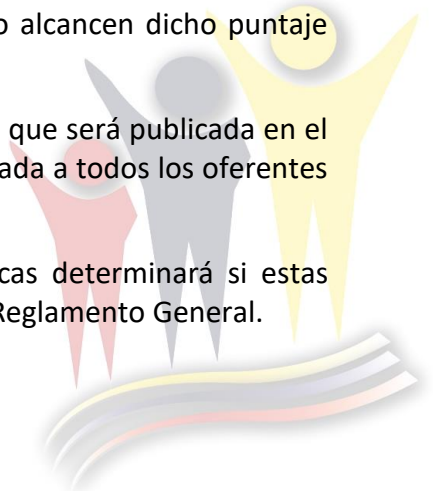 o alcancen dicho puntaje
que será publicada en el
ada a todos los oferentes
cas determinará si estas
Reglamento General.